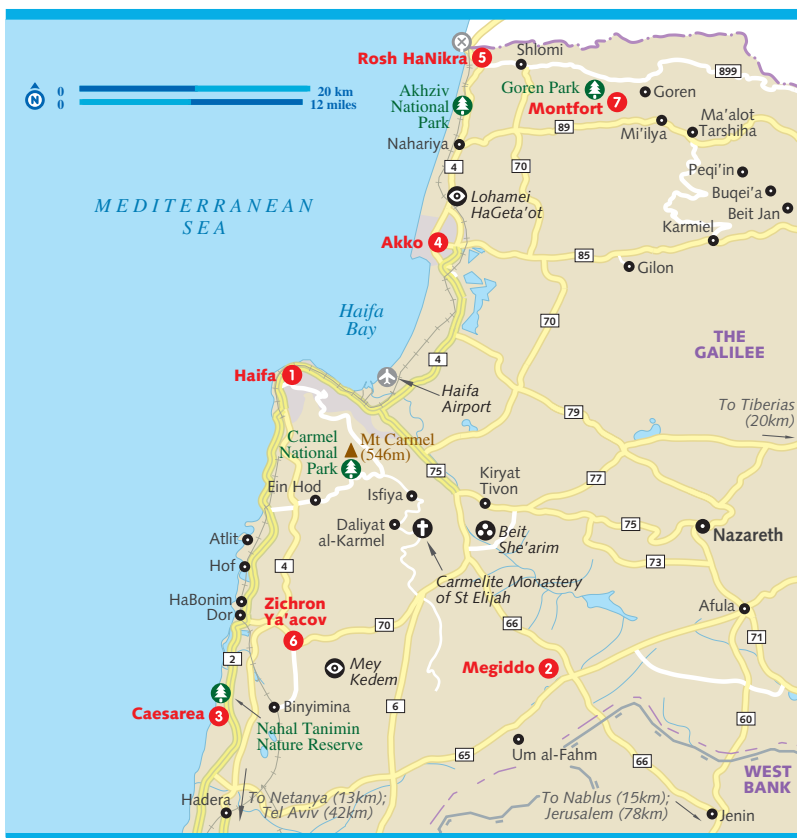 Rosh HaNikra 5
Shlomi
899
0 20 km
0 12 miles
N
Akhziv
National
Park
Goren Park
Goren
Montfort 7
Ma'alot
Tarshiha
Mi'ilya
89
Nahariya
70
4
Peqi'in
Buqei'a
Beit Jan
Lohamei
HaGeta'ot
MEDITERRANEAN
SEA
Karmiel
Akko 4
85
Gilon
Haifa
Bay
70
THE
GALILEE
4
Haifa 1
Haifa
Airport
79
To Tiberias
(20km)
Carmel
National
Park
Mt Carmel
(546m)
75
Kiryat
Tivon
77
Ein Hod
Isfiya
Daliyat
al-Karmel
Beit
She'arim
75
Nazareth
Atlit
73
Hof
4
Carmelite Monastery
of St Elijah
HaBonim
Dor
Zichron
Ya'acov
6
70
66
Afula
71
2
Mey
Kedem
Megiddo 2
Caesarea 3
Binyimina
6
60
Nahal Tanimin
Nature Reserve
65
Um al-Fahm
66
WEST
BANK
Hadera
To Netanya (13km);
Tel Aviv (42km)
To Nablus (15km);
Jerusalem (78km)
Jenin